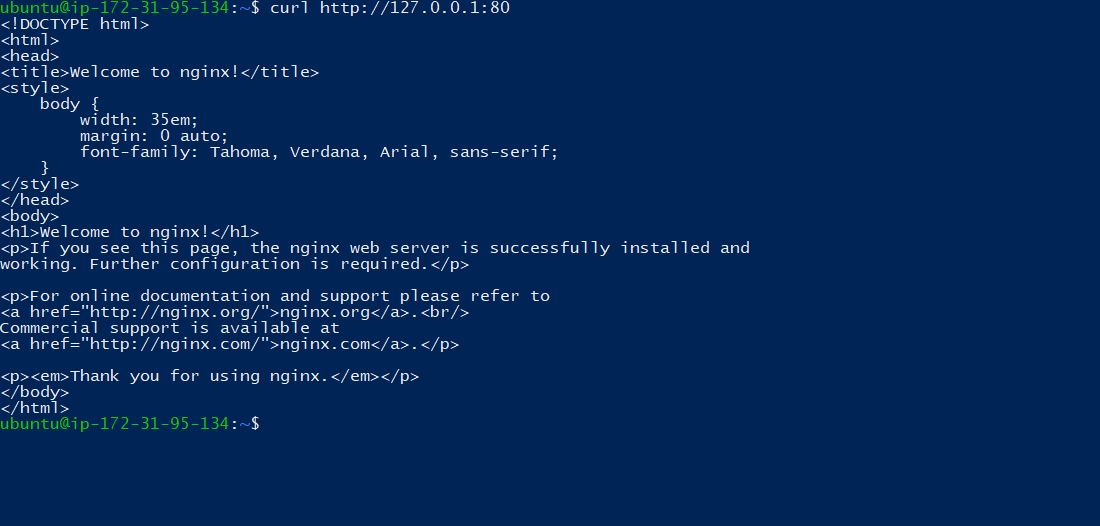 ubuntu@ip-172-31-95-134:~$ curl http://127.0.0.1:80
<!DOCTYPE html>
<html>
<head>
<title>Welcome to nginx!</title>
<style>
    body {
        width: 35em;
        margin: 0 auto;
        font-family: Tahoma, Verdana, Arial, sans-serif;
    }
</style>
</head>
<body>
<h1>Welcome to nginx!</h1>
<p>If you see this page, the nginx web server is successfully installed and
working. Further configuration is required.</p>

<p>For online documentation and support please refer to
<a href="http://nginx.org/">nginx.org</a>.<br/>
Commercial support is available at
<a href="http://nginx.com/">nginx.com</a>.</p>

<p><em>Thank you for using nginx.</em></p>
</body>
</html>
ubuntu@ip-172-31-95-134:~$